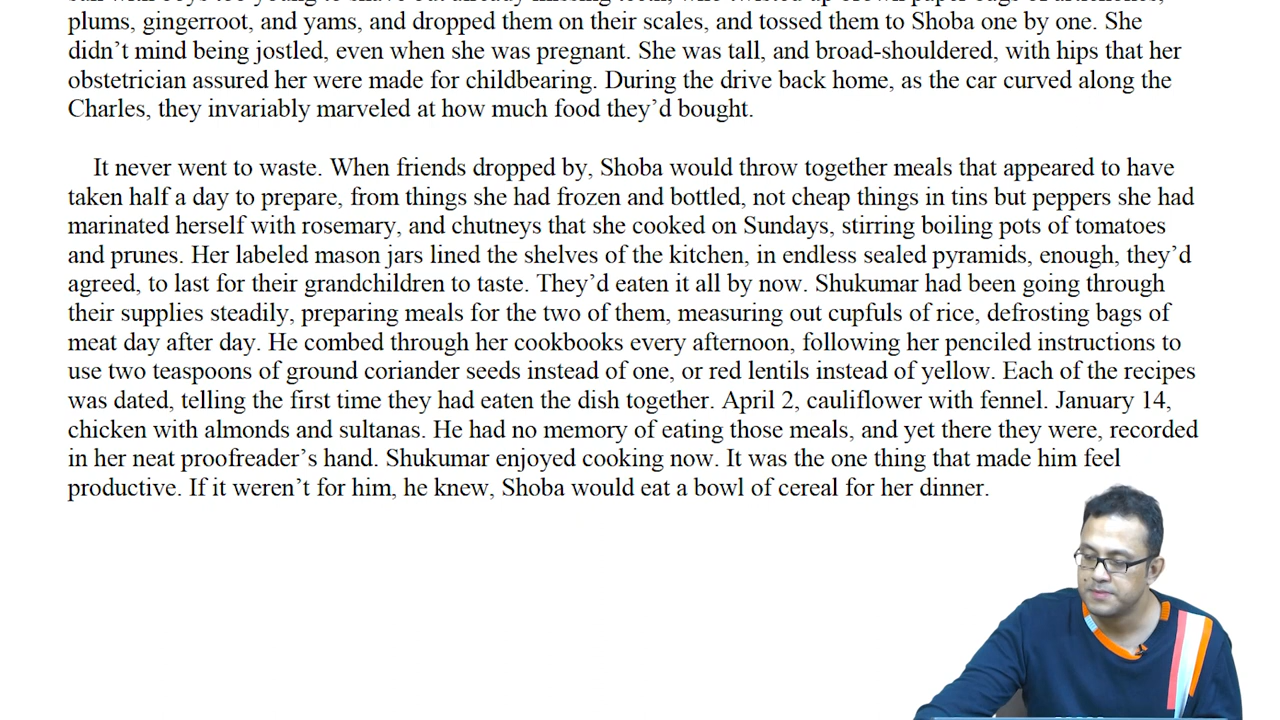 plums, gingerroot, and yams, and dropped them on their scales, and tossed them to Shoba one by one. She
didn’t mind being jostled, even when she was pregnant. She was tall, and broad-shouldered, with hips that her
obstetrician assured her were made for childbearing. During the drive back home, as the car curved along the
Charles, they invariably marveled at how much food they’d bought.
It never went to waste. When friends dropped by, Shoba would throw together meals that appeared to have
taken half a day to prepare, from things she had frozen and bottled, not cheap things in tins but peppers she had
marinated herself with rosemary, and chutneys that she cooked on Sundays, stirring boiling pots of tomatoes
and prunes. Her labeled mason jars lined the shelves of the kitchen, in endless sealed pyramids, enough, they’d
agreed, to last for their grandchildren to taste. They’d eaten it all by now. Shukumar had been going through
their supplies steadily, preparing meals for the two of them, measuring out cupfuls of rice, defrosting bags of
meat day after day. He combed through her cookbooks every afternoon, following her penciled instructions to
use two teaspoons of ground coriander seeds instead of one, or red lentils instead of yellow. Each of the recipes
was dated, telling the first time they had eaten the dish together. April 2, cauliflower with fennel. January 14,
chicken with almonds and sultanas. He had no memory of eating those meals, and yet there they were, recorded
in her neat proofreader’s hand. Shukumar enjoyed cooking now. It was the one thing that made him feel
productive. If it weren’t for him, he knew, Shoba would eat a bowl of cereal for her dinner.